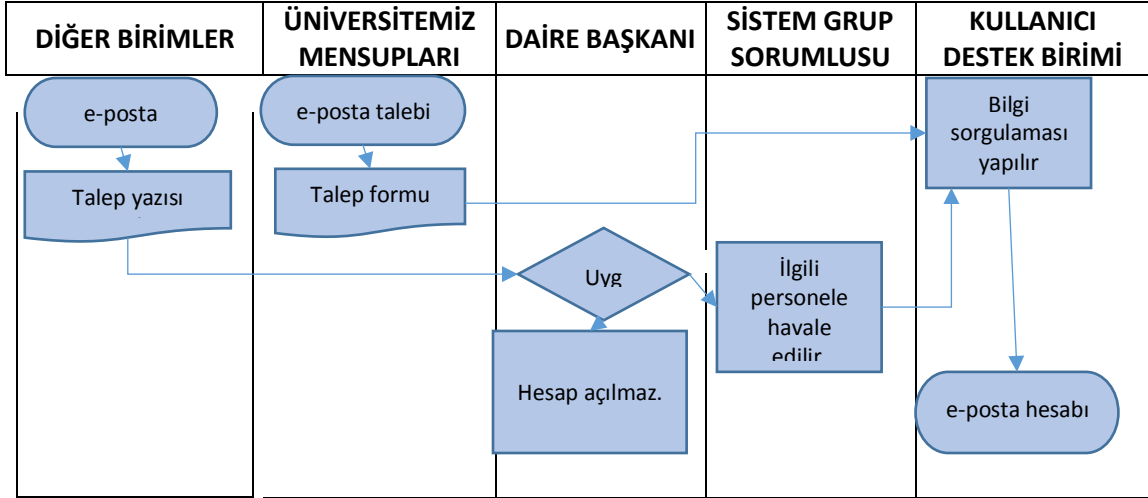 DİĞER BİRİMLER
ÜNİVERSİTEMİZ
MENSUPLARI
DAİRE BAŞKANI
SİSTEM GRUP
SORUMLUSU
KULLANICI
DESTEK BİRİMİ
e-posta
e-posta talebi
Bilgi
sorgulaması
yapılır
Talep yazısı
Talep formu
Uyg
İlgili
personele
havale
edilir
Hesap açılmaz.
e-posta hesabı